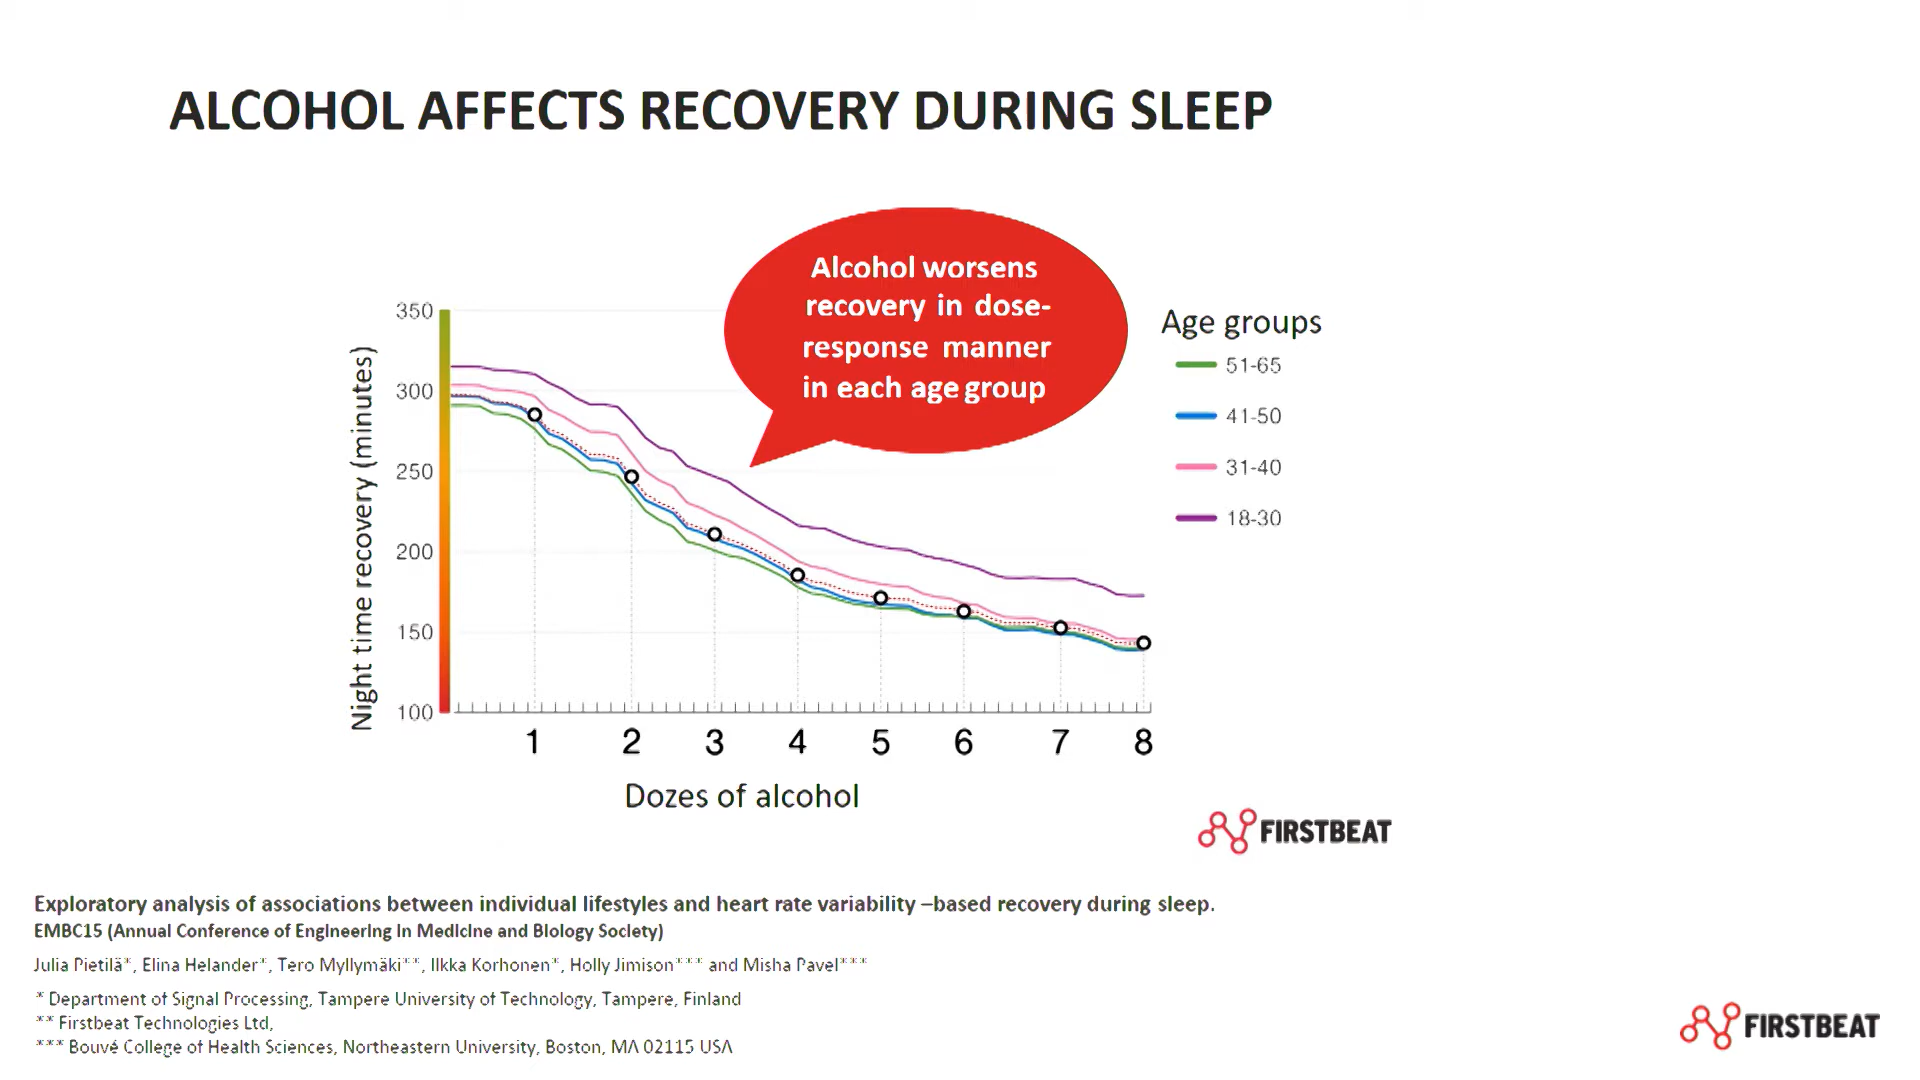 ALCOHOL AFFECTS RECOVERY DURING SLEEP
Alcohol worsens
recovery in dose-
response manner
in each age group
Night time recovery (minutes)
350
300
250
200
150
100
1 2 3 4 5 6 7 8
Dozes of alcohol
Age groups
51-65
41-50
31-40
18-30
FIRSTBEAT
Exploratory analysis of associations between individual lifestyles and heart rate variability –based recovery during sleep.
EMBC15 (Annual Conference of Engineering in Medicine and Biology Society)
Julia Pietilä*, Elina Helander*, Tero Myllymäki**, Ilkka Korhonen*, Holly Jimison*** and Misha Pavel***
* Department of Signal Processing, Tampere University of Technology, Tampere, Finland
** Firstbeat Technologies Ltd,
*** Bouvé College of Health Sciences, Northeastern University, Boston, MA 02115 USA
FIRSTBEAT